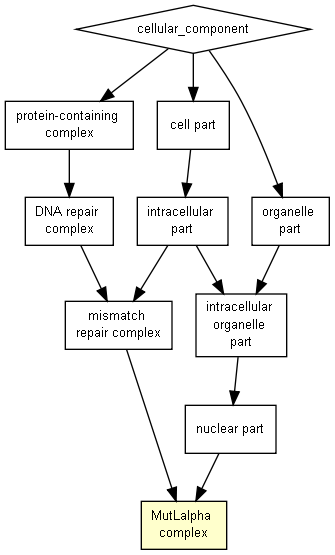 cellular_component
protein-containing
complex
cell part
DNA repair
complex
intracellular
part
organelle
part
mismatch
repair complex
intracellular
organelle
part
nuclear part
MutLalpha
complex